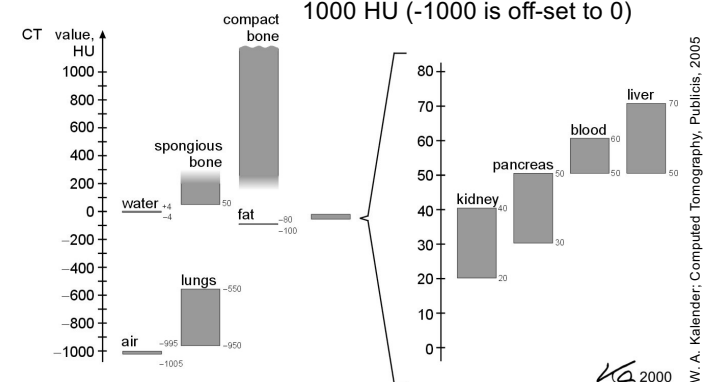 1000 HU (-1000 is off-set to 0)
CT value,
HU
1000
800
600
400
200
0
−200
−400
−600
−800
−1000
compact
bone
spongious
bone
50
water
+4
−4
fat
−80
−100
lungs
−550
−950
air
−995
−1005
80
70
60
50
40
30
20
10
0
kidney
40
20
pancreas
50
30
blood
60
50
liver
70
50
2000
W. A. Kalender; Computed Tomography, Publicis, 2005